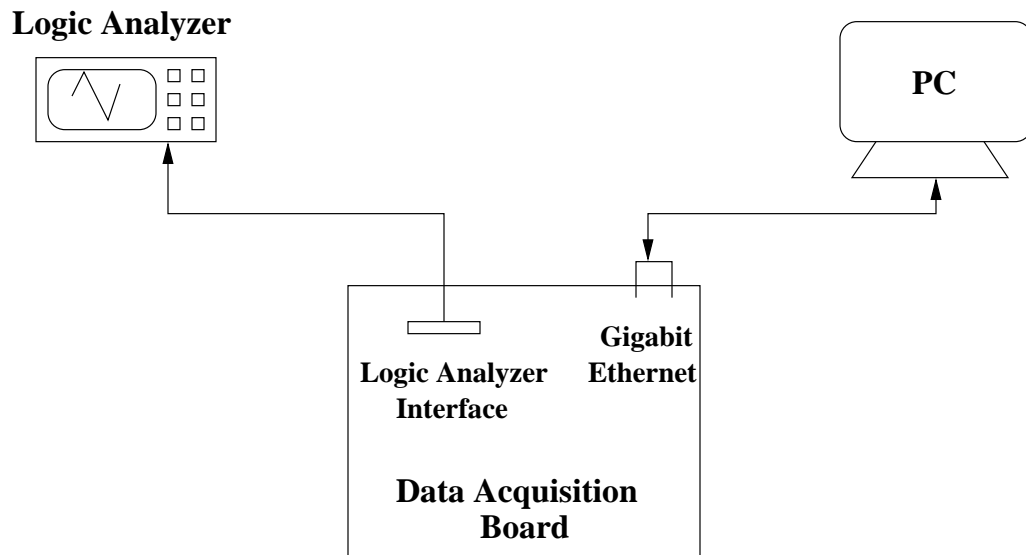 Logic Analyzer
PC
Gigabit
Ethernet
Logic Analyzer
Interface
Data Acquisition
Board